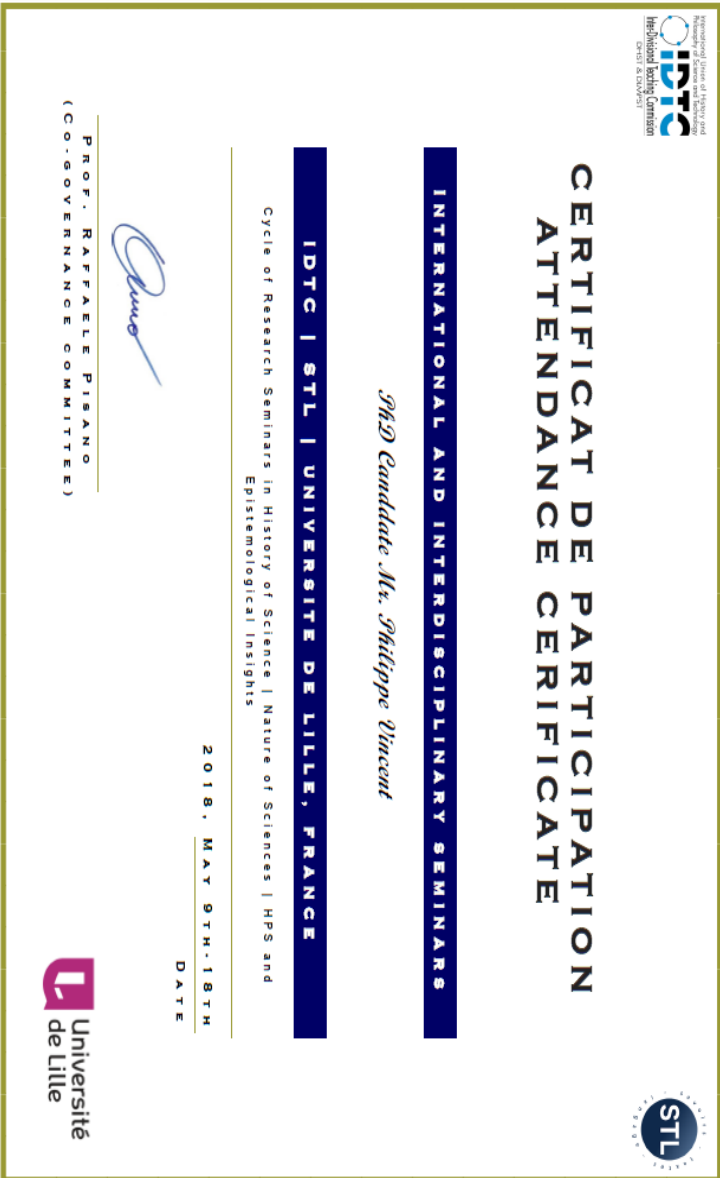 International Union of History and
Philosophy of Science and Technology
IDTC
Inter-Divisional Teaching Commission
DHST & DLMPST
STL
CERTIFICAT DE PARTICIPATION
ATTENDANCE CERIFICATE
INTERNATIONAL AND INTERDISCIPLINARY SEMINARS
PhD Canddate Mr. Philippe Vincent
IDTC | STL | UNIVERSITE DE LILLE, FRANCE
Cycle of Research Seminars in History of Science | Nature of Sciences | HPS and
Epistemological Insights
2018, MAY 9TH-18TH
DATE
PROF. RAFFAELE PISANO
(CO-GOVERNANCE COMMITTEE)
Université
de Lille